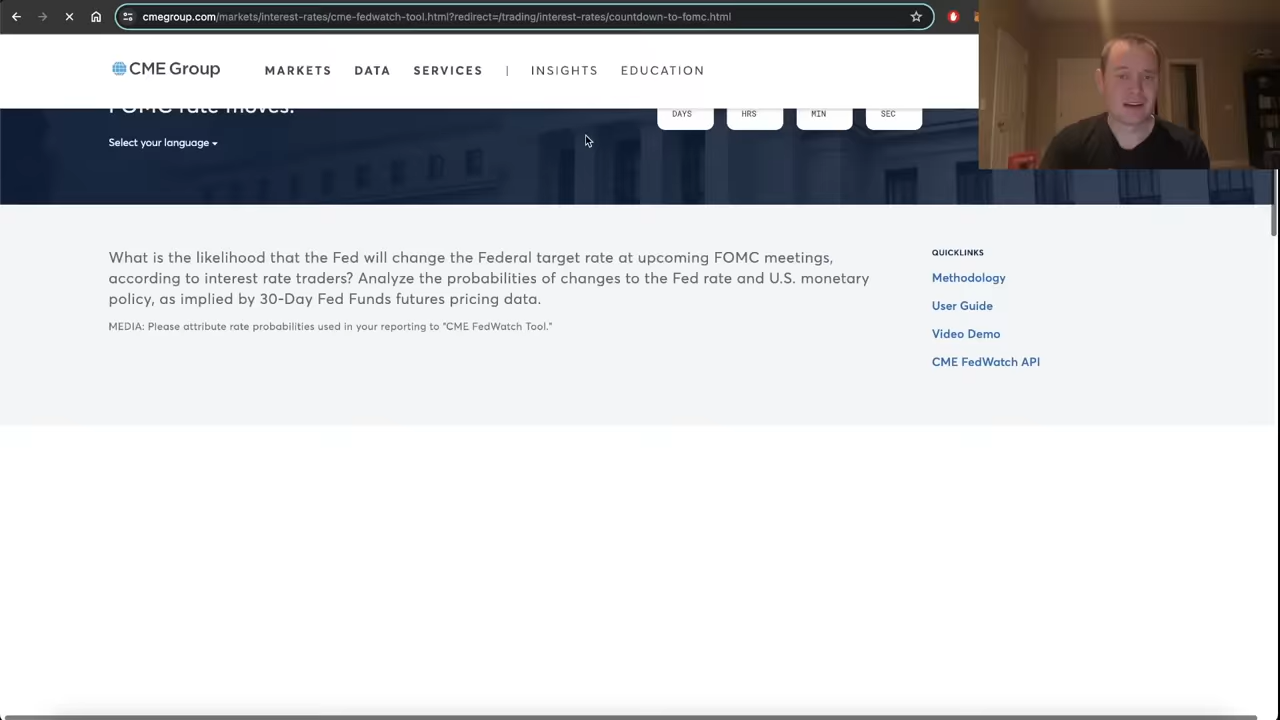 cmegroup.com/markets/interest-rates/cme-fedwatch-tool.html?redirect=/trading/interest-rates/countdown-to-fomc.html
CME Group
MARKETS DATA SERVICES | INSIGHTS EDUCATION
FOMC rate moves.
DAYS HRS MIN SEC
Select your language
What is the likelihood that the Fed will change the Federal target rate at upcoming FOMC meetings,
according to interest rate traders? Analyze the probabilities of changes to the Fed rate and U.S. monetary
policy, as implied by 30-Day Fed Funds futures pricing data.
MEDIA: Please attribute rate probabilities used in your reporting to "CME FedWatch Tool."
QUICKLINKS
Methodology
User Guide
Video Demo
CME FedWatch API